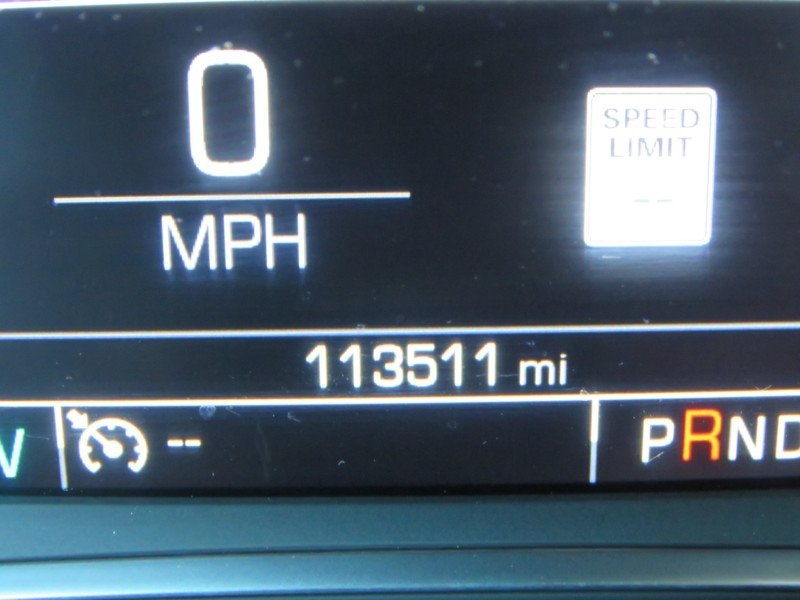 0
SPEED
LIMIT
--
MPH
113511 mi
--
PRND